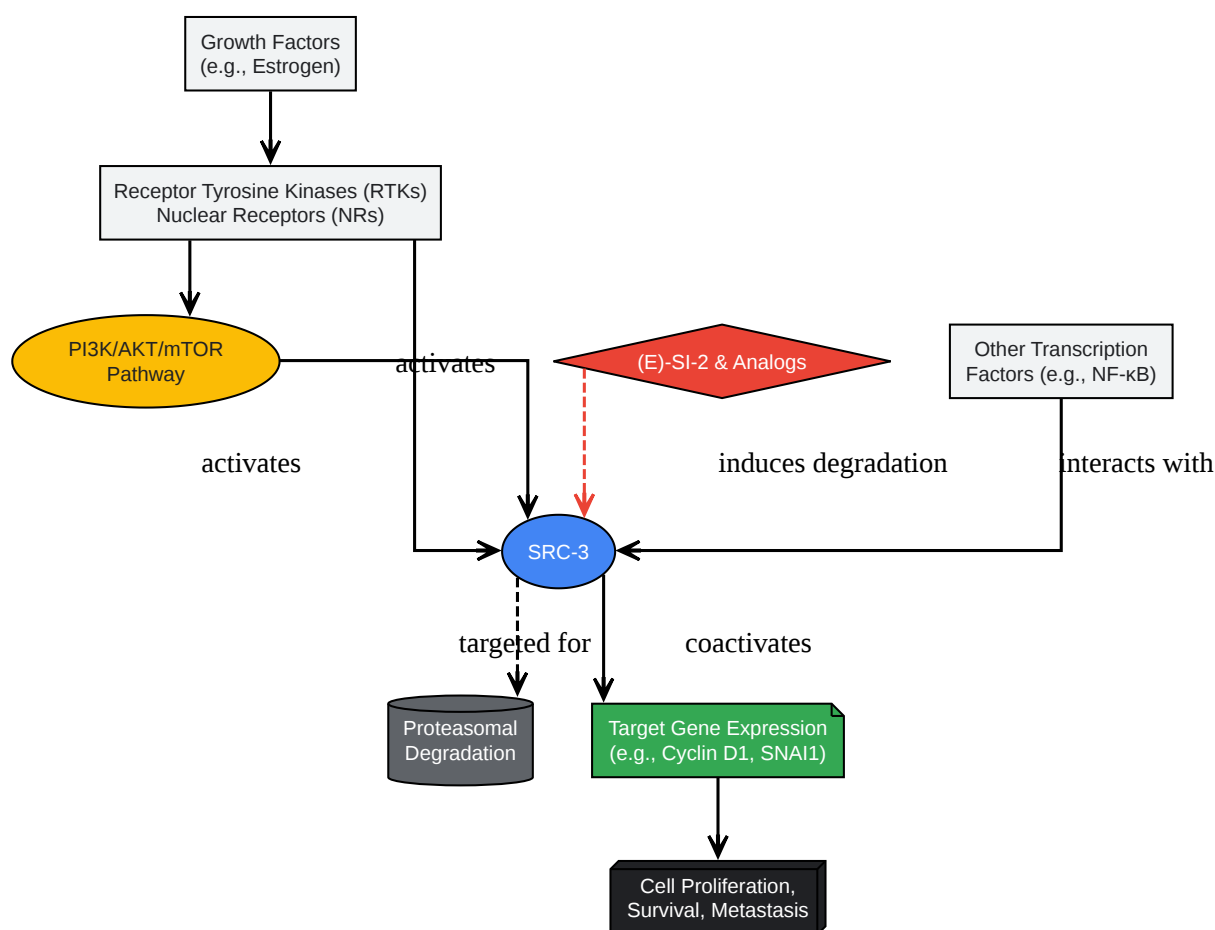 Growth Factors
(e.g., Estrogen)
Receptor Tyrosine Kinases (RTKs)
Nuclear Receptors (NRs)
PI3K/AKT/mTOR
Pathway
activates
(E)-SI-2 & Analogs
Other Transcription
Factors (e.g., NF-κB)
activates
induces degradation
interacts with
SRC-3
targeted for
coactivates
Proteasomal
Degradation
Target Gene Expression
(e.g., Cyclin D1, SNAI1)
Cell Proliferation,
Survival, Metastasis